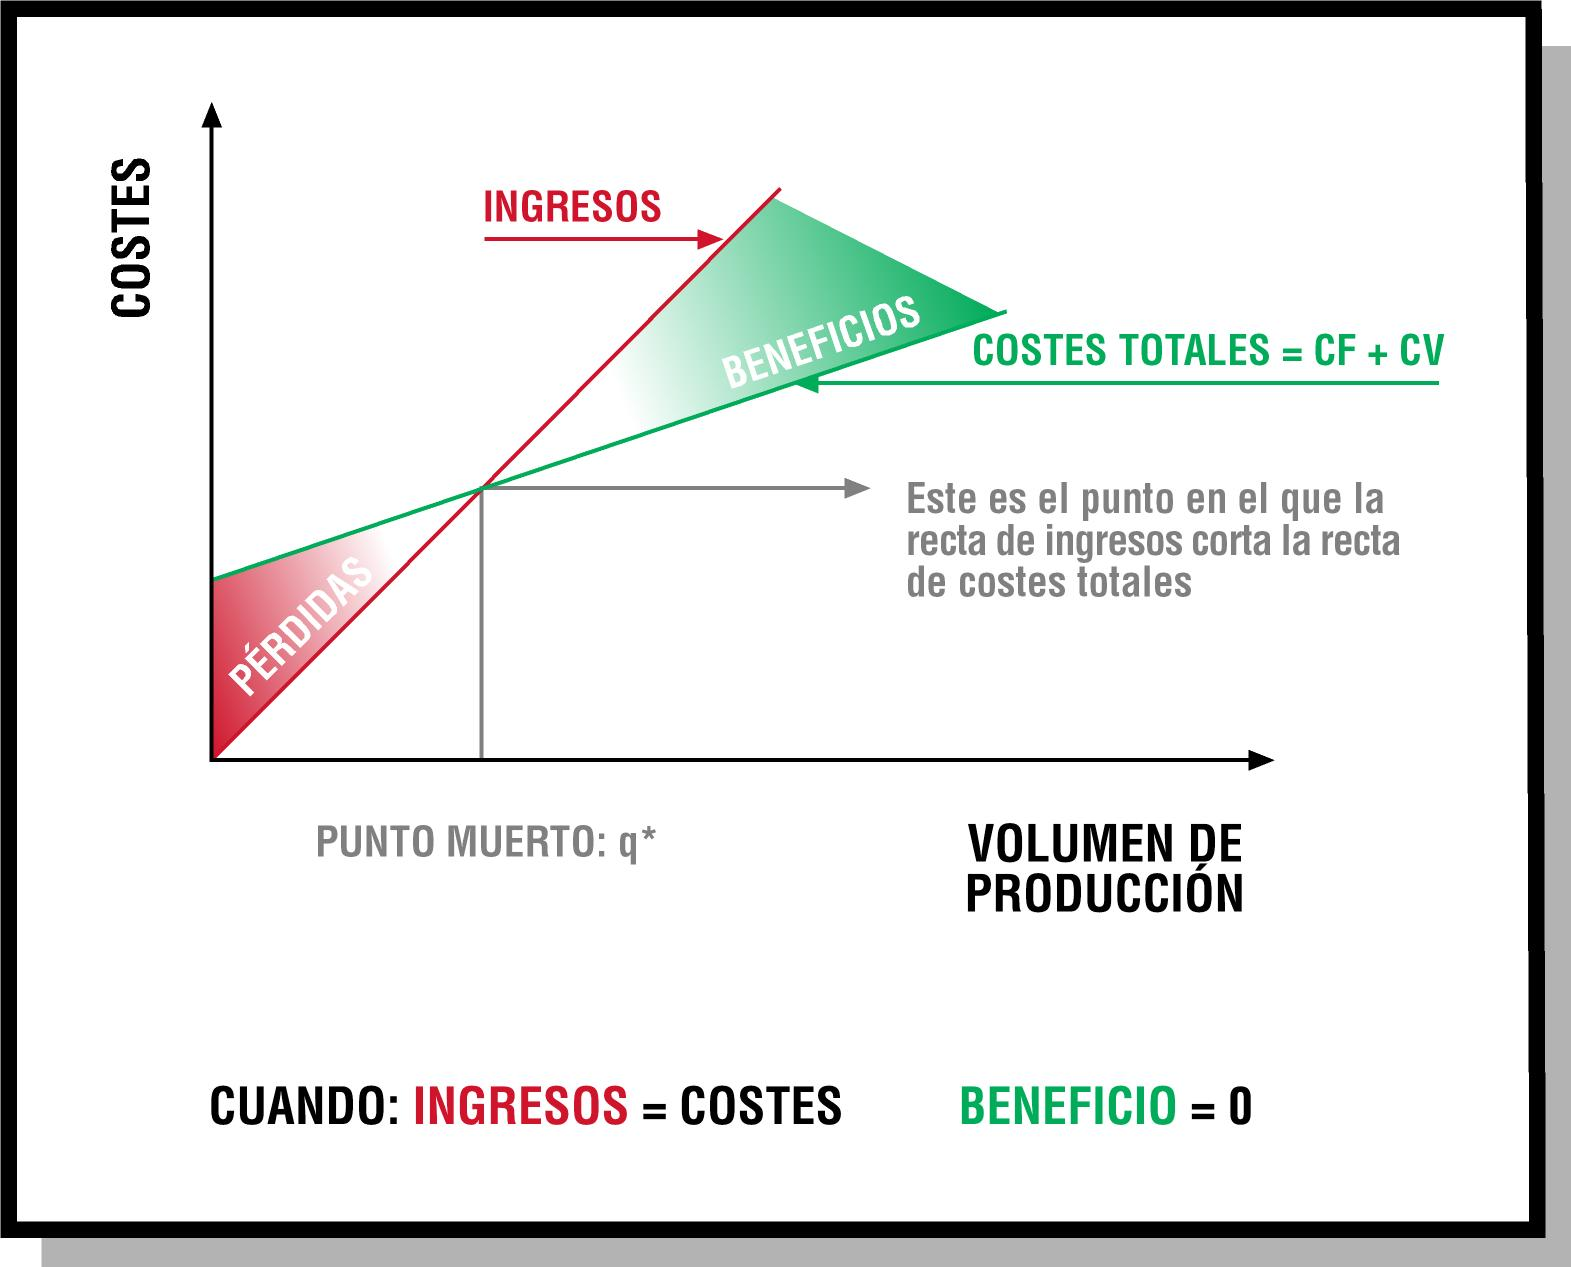 COSTES
INGRESOS
BENEFICIOS
COSTES TOTALES = CF + CV
Este es el punto en el que la
recta de ingresos corta la recta
de costes totales
PÉRDIDAS
PUNTO MUERTO: q*
VOLUMEN DE
PRODUCCIÓN
CUANDO: INGRESOS = COSTES
BENEFICIO = 0